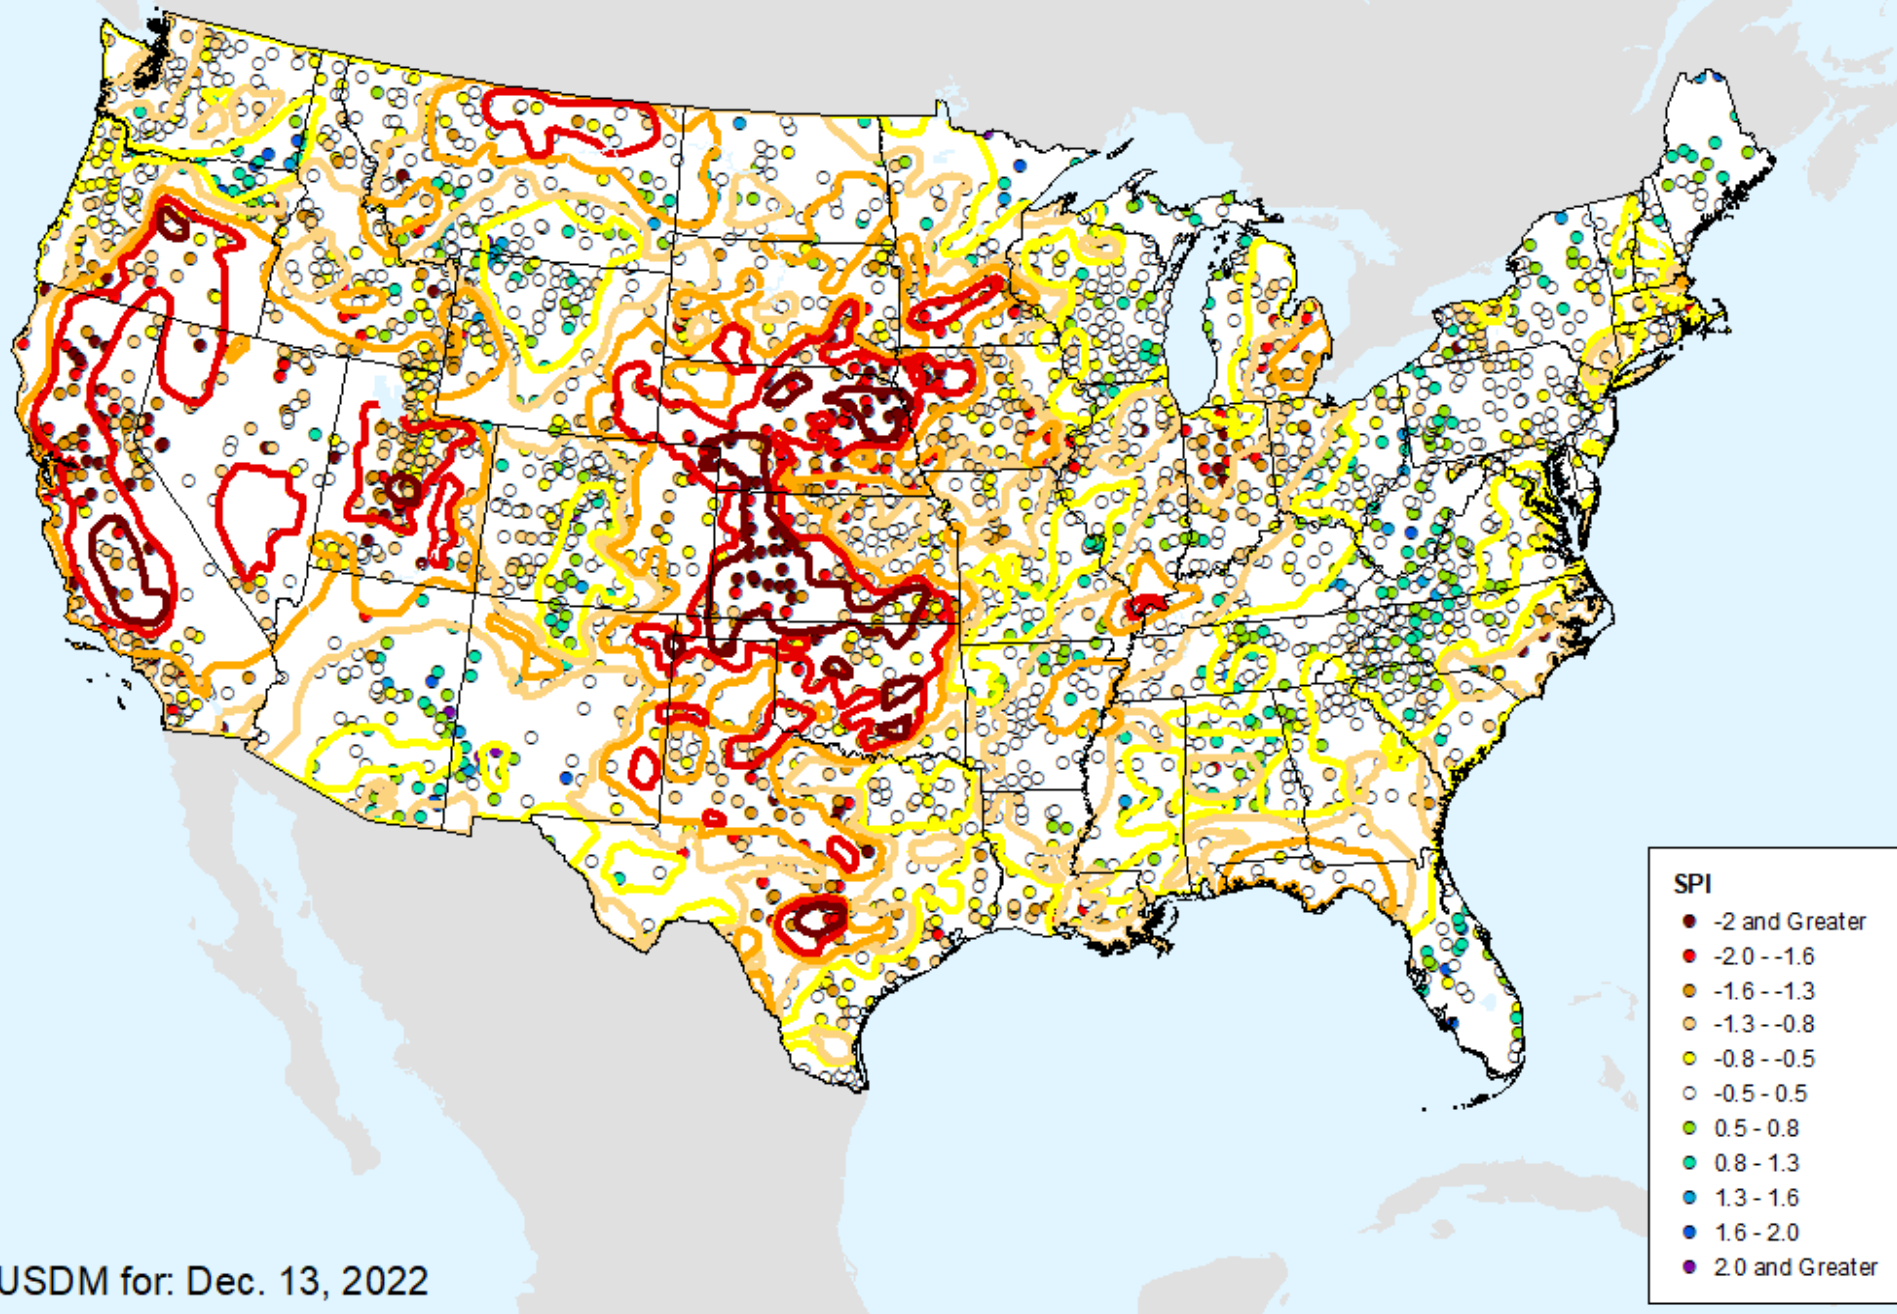 SPI
-2 and Greater
-2.0 - -1.6
-1.6 - -1.3
-1.3 - -0.8
-0.8 - -0.5
-0.5 - 0.5
0.5 - 0.8
0.8 - 1.3
1.3 - 1.6
1.6 - 2.0
2.0 and Greater
USDM for: Dec. 13, 2022